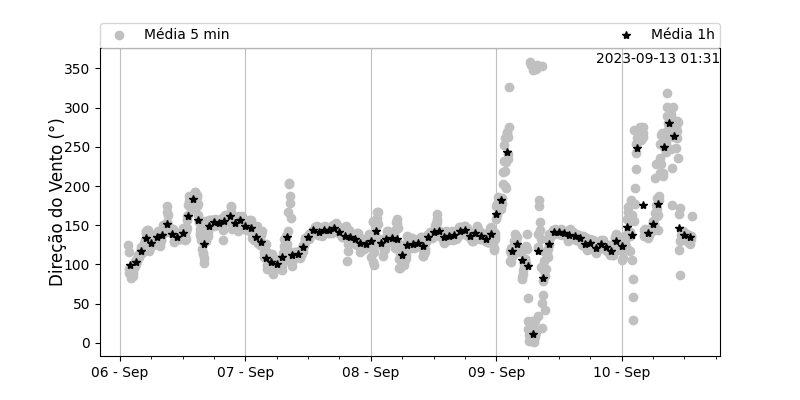 Média 5 min
Média 1h
2023-09-13 01:31
Direção do Vento (°)
350
300
250
200
150
100
50
0
06 - Sep
07 - Sep
08 - Sep
09 - Sep
10 - Sep